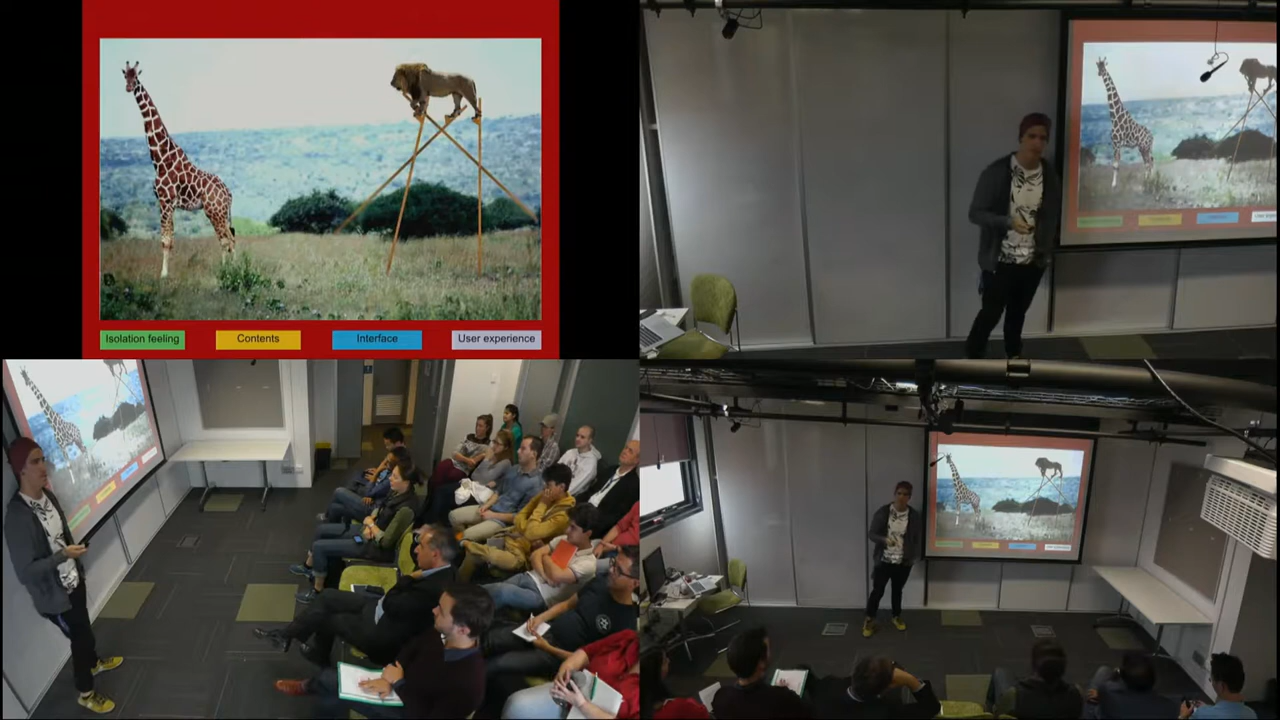 Isolation feeling
Contents
Interface
User experience